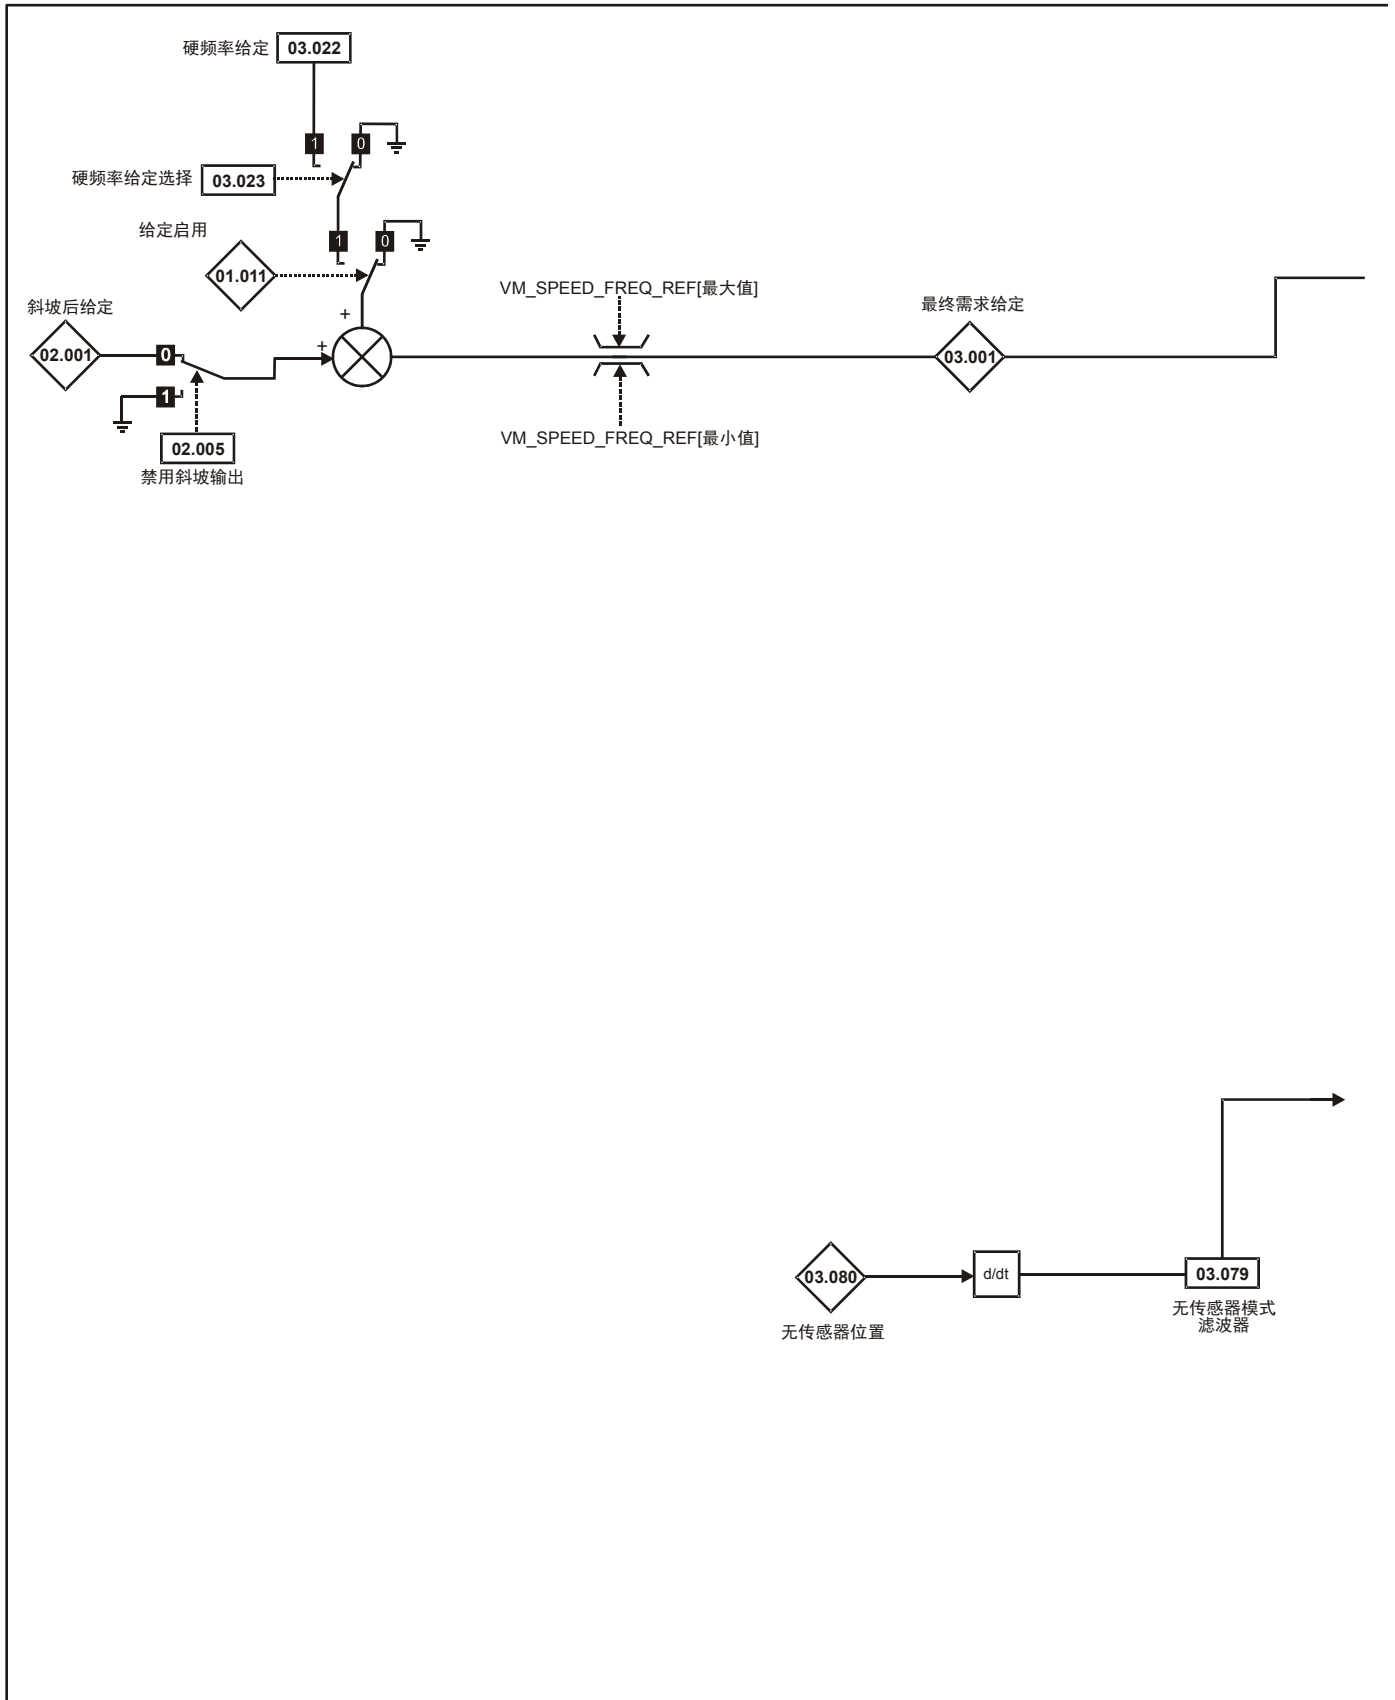 硬频率给定 03.022
1 0
硬频率给定选择 03.023
给定启用
1 0
01.011
VM_SPEED_FREQ_REF[最大值]
斜坡后给定
最终需求给定
+
+
02.001
0
03.001
1
VM_SPEED_FREQ_REF[最小值]
02.005
禁用斜坡输出
03.080
d/dt
03.079
无传感器位置
无传感器模式
滤波器